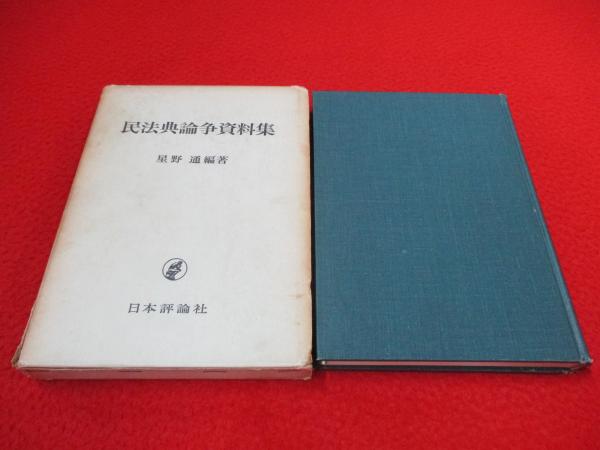 民法典論争資料集
星野 通編著
日本評論社